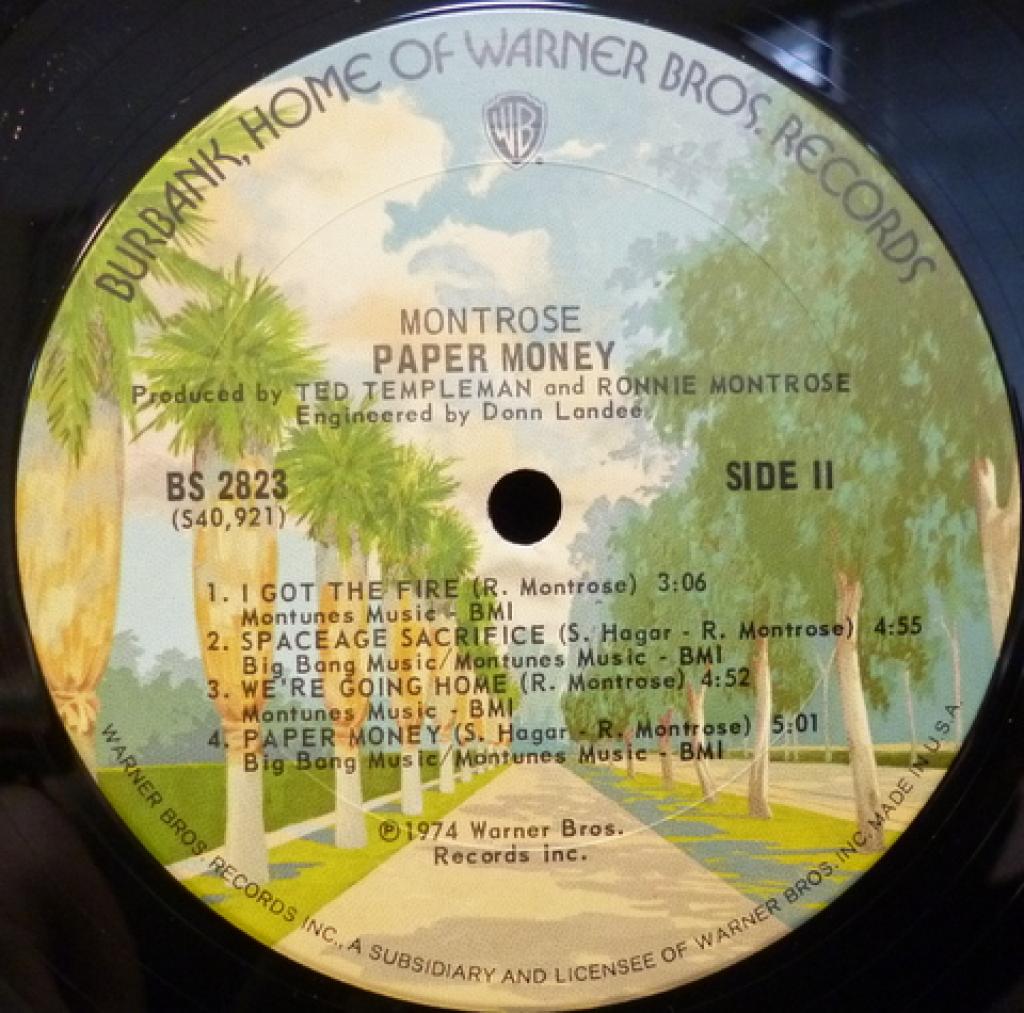 BURBANK, HOME OF WARNER BROS. RECORDS
WB
MONTROSE
PAPER MONEY
Produced by TED TEMPLEMAN and RONNIE MONTROSE
Engineered by Donn Landee
BS 2823
SIDE II
(S40,921)
1. I GOT THE FIRE (R. Montrose) 3:06
Montunes Music - BMI
2. SPACEAGE SACRIFICE (S. Hagar - R. Montrose) 4:55
Big Bang Music/Montunes Music - BMI
3. WE'RE GOING HOME (R. Montrose) 4:52
Montunes Music - BMI
4. PAPER MONEY (S. Hagar - R. Montrose) 5:01
Big Bang Music/Montunes Music - BMI
℗1974 Warner Bros.
Records inc.
WARNER BROS. RECORDS INC., A SUBSIDIARY AND LICENSEE OF WARNER BROS. INC. MADE IN U.S.A.